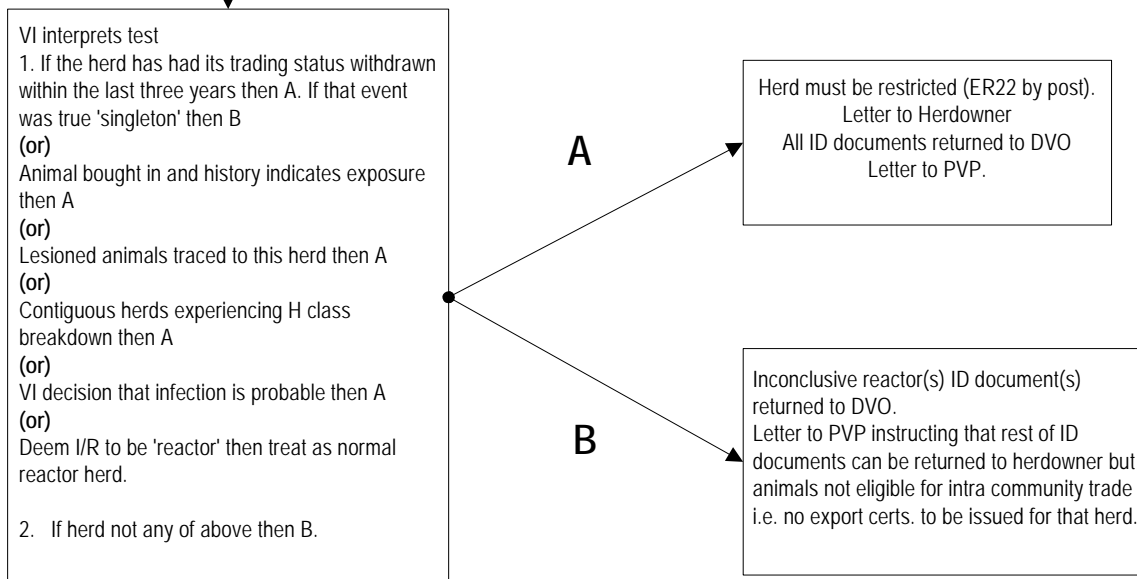 VI interprets test
1. If the herd has had its trading status withdrawn
within the last three years then A. If that event
was true 'singleton' then B
(or)
Animal bought in and history indicates exposure
then A
(or)
Lesioned animals traced to this herd then A
(or)
Contiguous herds experiencing H class
breakdown then A
(or)
VI decision that infection is probable then A
(or)
Deem I/R to be 'reactor' then treat as normal
reactor herd.
2. If herd not any of above then B.
A
Herd must be restricted (ER22 by post).
Letter to Herdowner
All ID documents returned to DVO
Letter to PVP.
B
Inconclusive reactor(s) ID document(s)
returned to DVO.
Letter to PVP instructing that rest of ID
documents can be returned to herdowner but
animals not eligible for intra community trade
i.e. no export certs. to be issued for that herd.